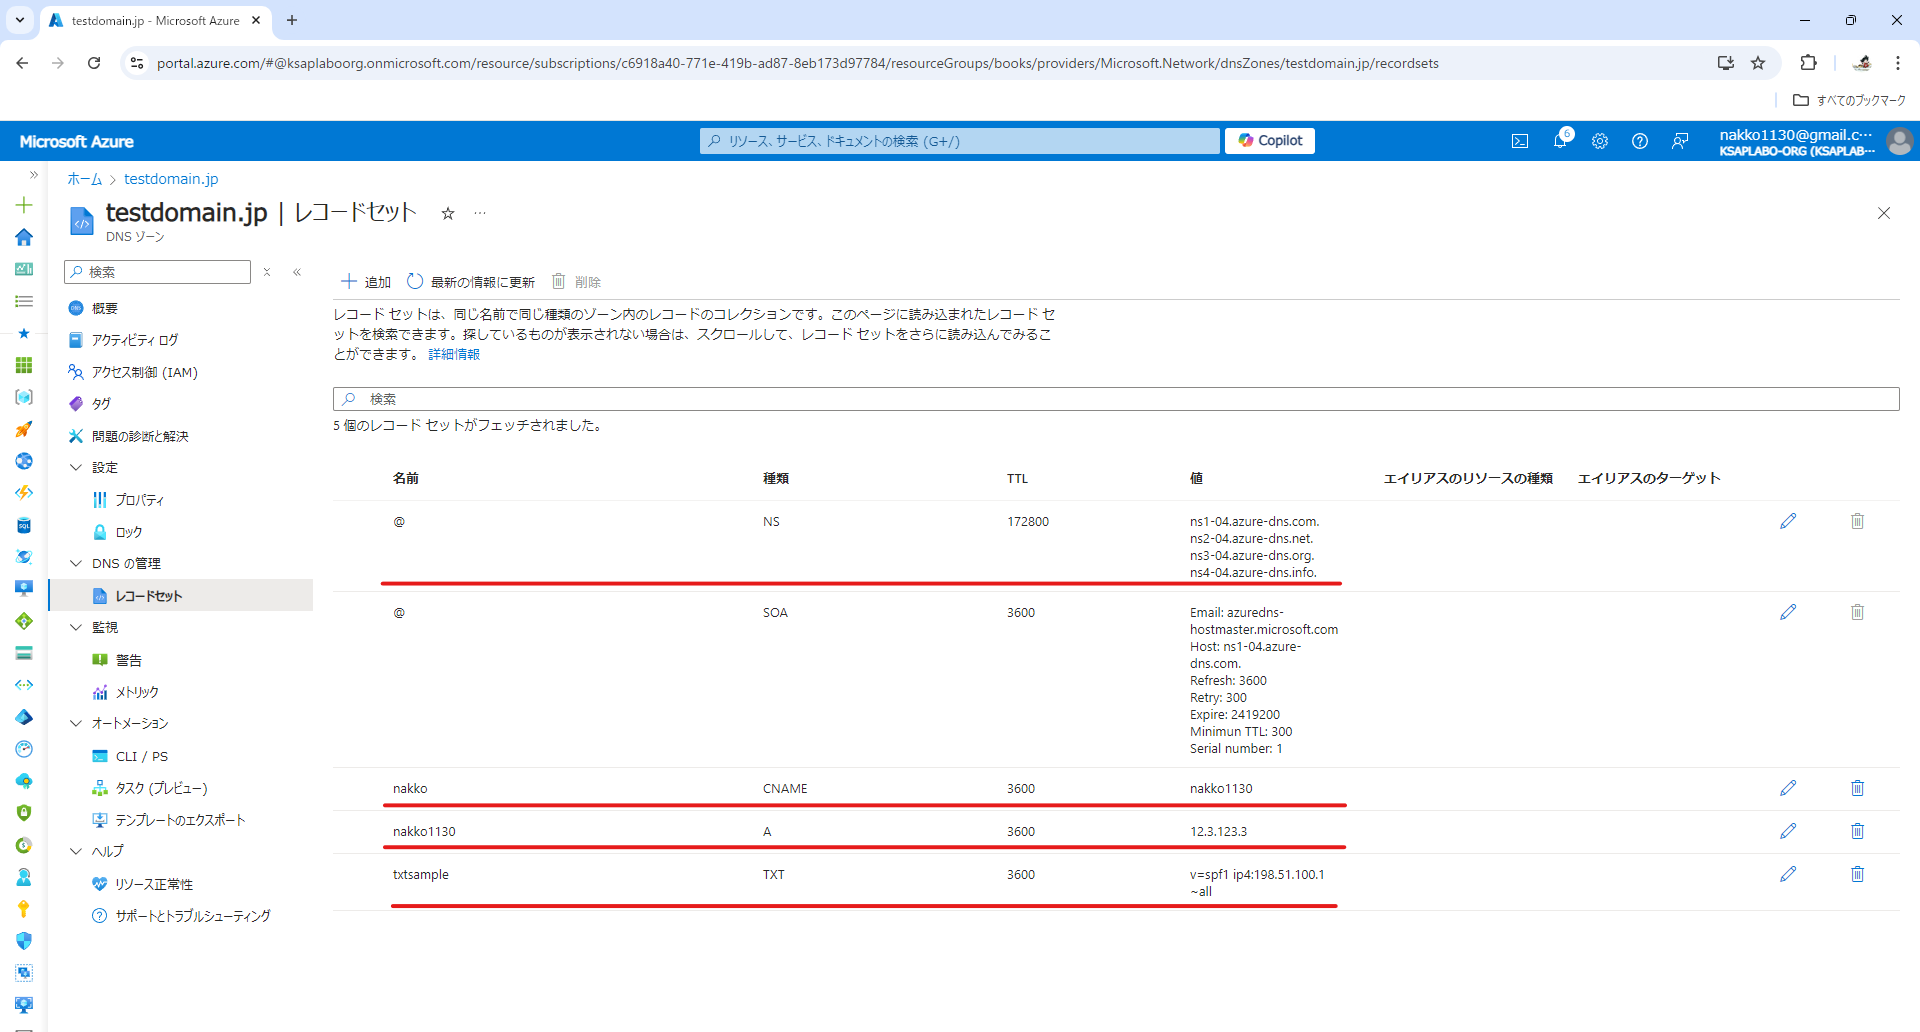 testdomain.jp - Microsoft Azure
portal.azure.com/#@ksaplaboorg.onmicrosoft.com/resource/subscriptions/c6918a40-771e-419b-ad87-8eb173d97784/resourceGroups/books/providers/Microsoft.Network/dnsZones/testdomain.jp/recordsets
すべてのブックマーク
Microsoft Azure
リソース、サービス、ドキュメントの検索 (G+/)
Copilot
6
nakko1130@gmail.c···
KSAPLABO-ORG (KSAPLAB···
ホーム > testdomain.jp
testdomain.jp | レコードセット
DNS ゾーン
検索
追加
最新の情報に更新
削除
レコード セットは、同じ名前で同じ種類のゾーン内のレコードのコレクションです。このページに読み込まれたレコード セ
ットを検索できます。探しているものが表示されない場合は、スクロールして、レコード セットをさらに読み込んでみるこ
とができます。 詳細情報
検索
5 個のレコード セットがフェッチされました。
概要
アクティビティ ログ
アクセス制御 (IAM)
タグ
問題の診断と解決
設定
プロパティ
ロック
DNS の管理
レコードセット
監視
警告
メトリック
オートメーション
CLI / PS
タスク (プレビュー)
テンプレートのエクスポート
ヘルプ
リソース正常性
サポートとトラブルシューティング
名前 種類 TTL 値 エイリアスのリソースの種類 エイリアスのターゲット
@ NS 172800 ns1-04.azure-dns.com.
ns2-04.azure-dns.net.
ns3-04.azure-dns.org.
ns4-04.azure-dns.info.
@ SOA 3600 Email: azuredns-
hostmaster.microsoft.com
Host: ns1-04.azure-
dns.com.
Refresh: 3600
Retry: 300
Expire: 2419200
Minimun TTL: 300
Serial number: 1
nakko CNAME 3600 nakko1130
nakko1130 A 3600 12.3.123.3
txtsample TXT 3600 v=spf1 ip4:198.51.100.1
~all